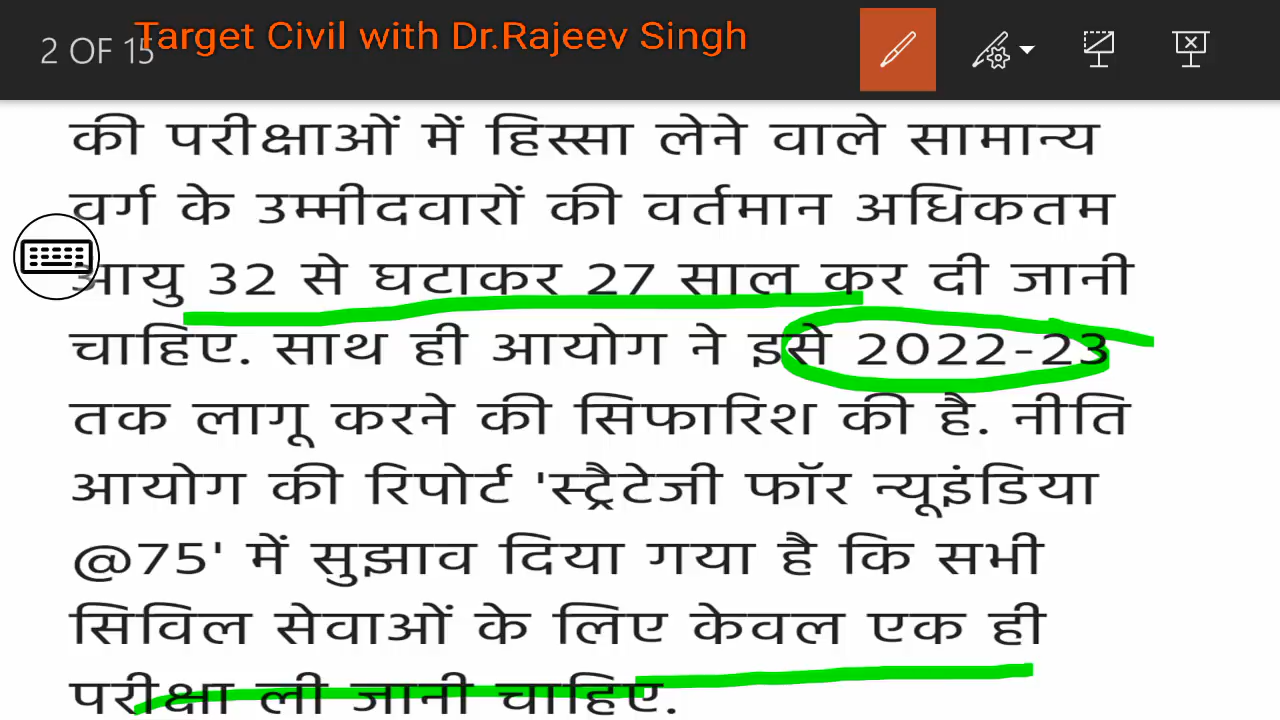 2 OF 15
Target Civil with Dr.Rajeev Singh
की परीक्षाओं में हिस्सा लेने वाले सामान्य
वर्ग के उम्मीदवारों की वर्तमान अधिकतम
आयु 32 से घटाकर 27 साल कर दी जानी
चाहिए. साथ ही आयोग ने इसे 2022-23
तक लागू करने की सिफारिश की है. नीति
आयोग की रिपोर्ट 'स्ट्रैटेजी फॉर न्यूइंडिया
@75' में सुझाव दिया गया है कि सभी
सिविल सेवाओं के लिए केवल एक ही
परीक्षा ली जानी चाहिए.